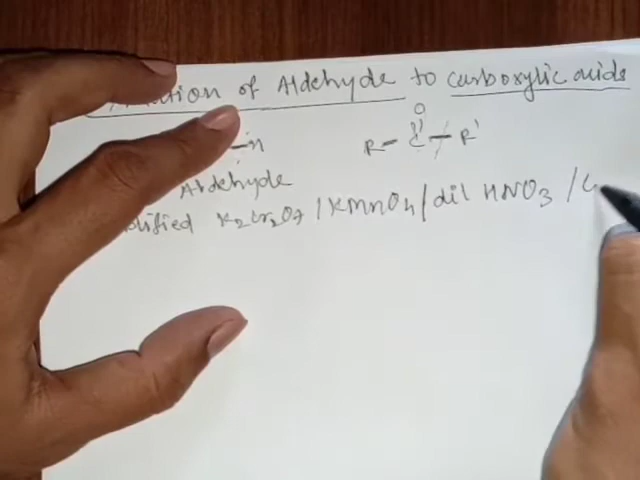 of Aldehyde to carboxylic acids
O
R-C-R'
Aldehyde
K2Cr2O7 / KMnO4 / dil HNO3 /